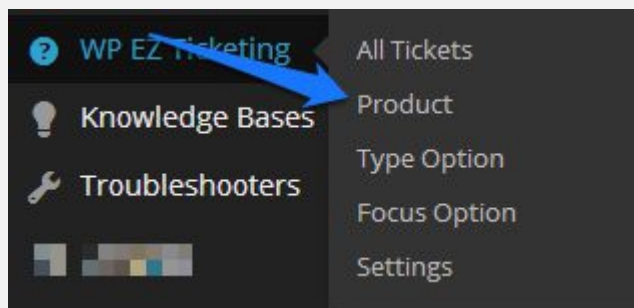 WP EZ Ticketing
Knowledge Bases
Troubleshooters
All Tickets
Product
Type Option
Focus Option
Settings